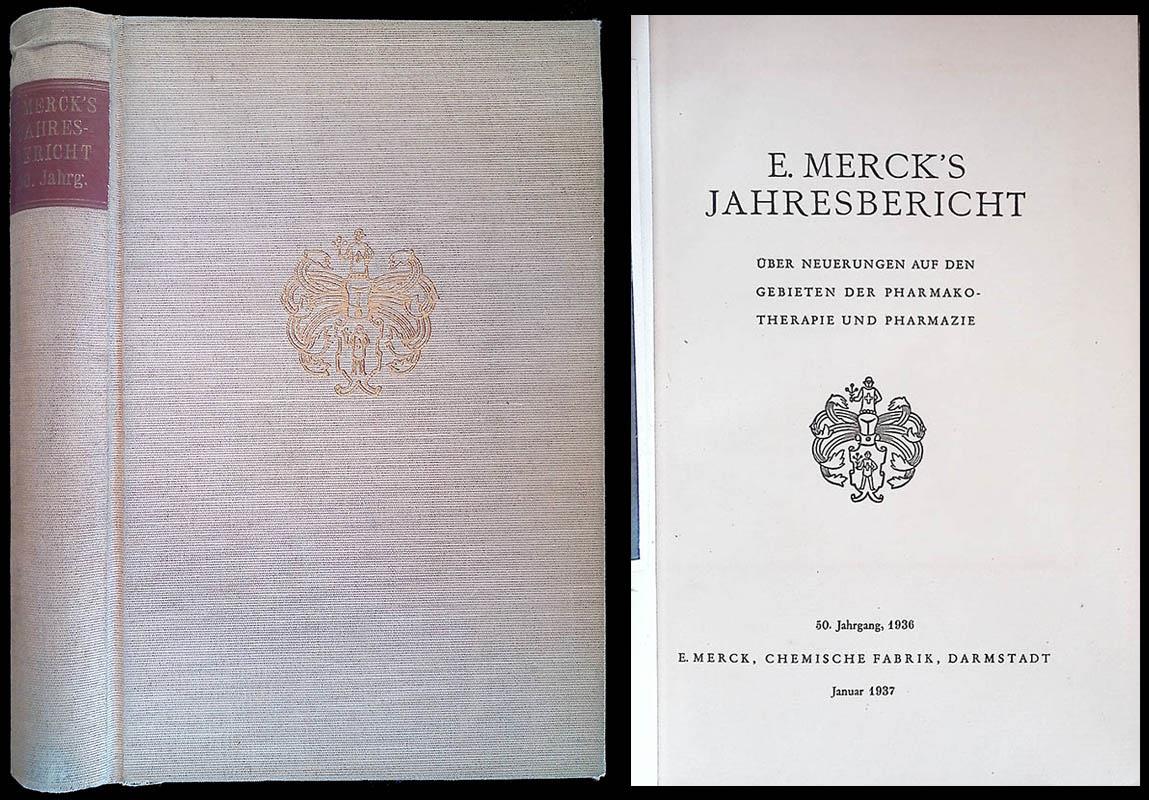 MERCK'S
AHRES-
ERICHT
0. Jahrg.
E. MERCK'S
JAHRESBERICHT
ÜBER NEUERUNGEN AUF DEN
GEBIETEN DER PHARMAKO-
THERAPIE UND PHARMAZIE
50. Jahrgang, 1936
E. MERCK, CHEMISCHE FABRIK, DARMSTADT
Januar 1937